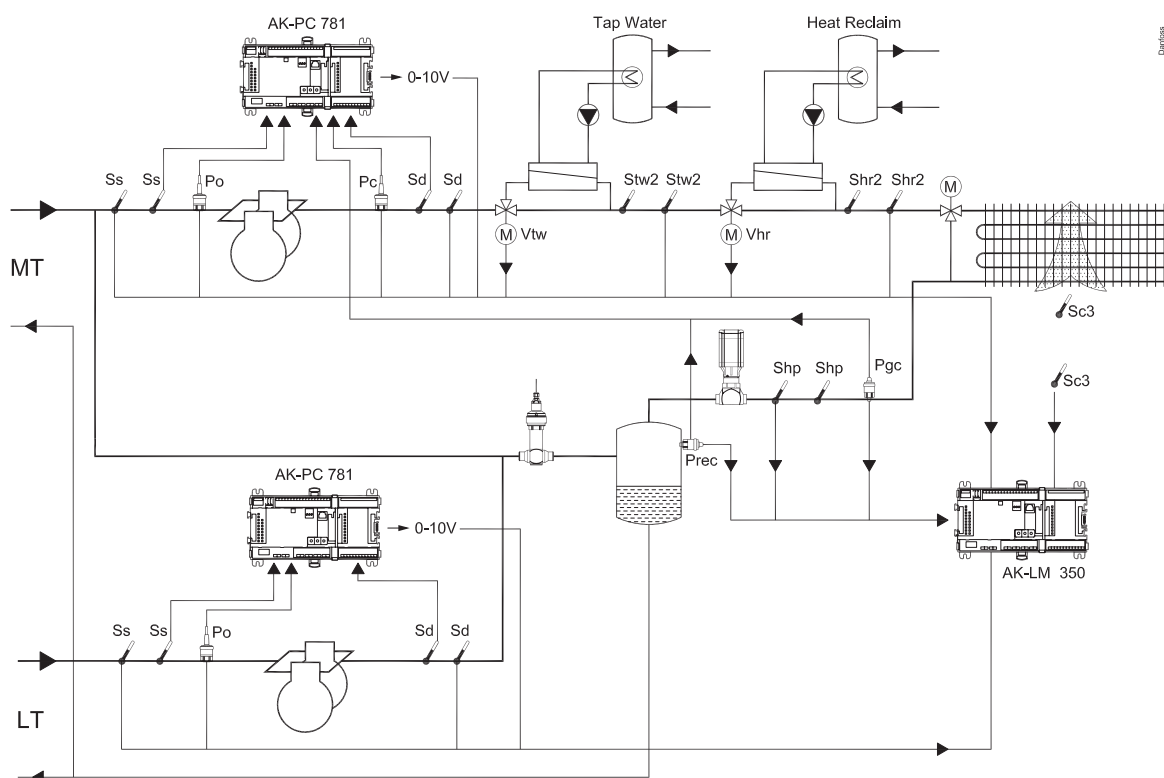 AK-PC 781
Tap Water
Heat Reclaim
Danfoss
0-10V
Ss
Ss
Po
Pc
Sd
Sd
Stw2
Stw2
Shr2
Shr2
M
M
Vtw
M
Vhr
MT
Sc3
Shp
Shp
Pgc
Sc3
Prec
AK-PC 781
0-10V
AK-LM 350
Ss
Ss
Po
Sd
Sd
LT